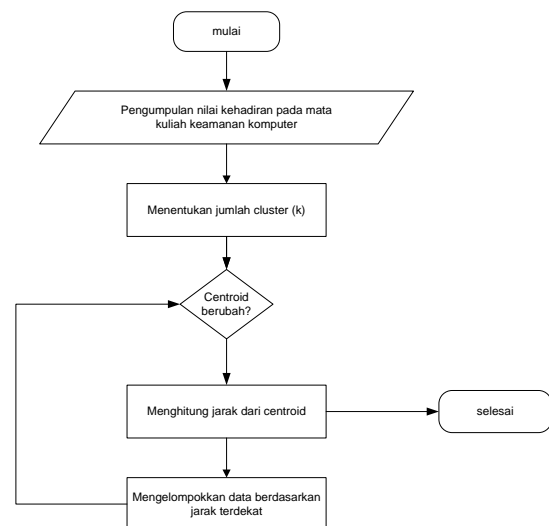 mulai
Pengumpulan nilai kehadiran pada mata
kuliah keamanan komputer
Menentukan jumlah cluster (k)
Centroid
berubah?
Menghitung jarak dari centroid
selesai
Mengelompokkan data berdasarkan
jarak terdekat